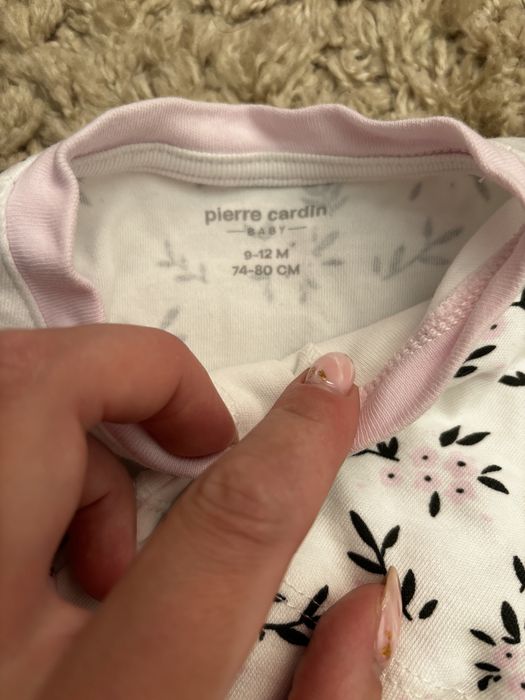 pierre cardin
BABY
9-12 M
74-80 CM